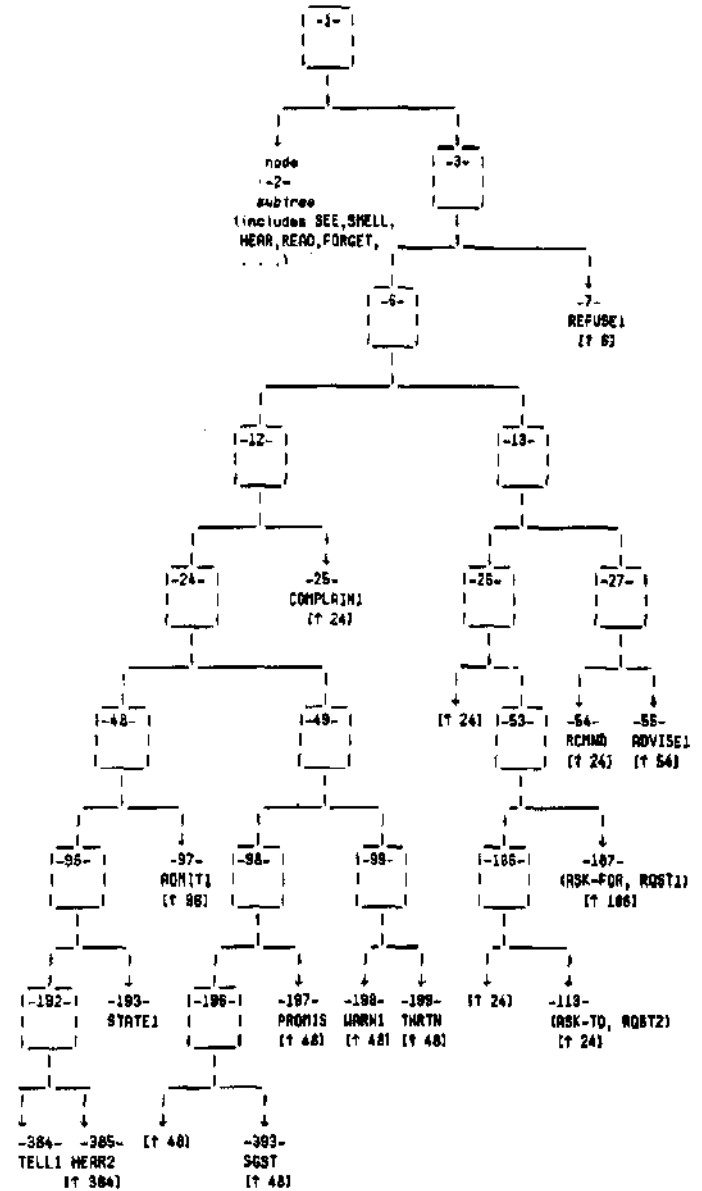 -1-
node
-2-
subtree
(includes SEE,SMELL,
HEAR,READ,FORGET,
. . . .)
-3-
-6-
-7-
REFUSE1
[↑ 6]
-12-
-13-
-24-
-25-
COMPLAIN1
[↑ 24]
-26-
-27-
-48-
-49-
[↑ 24]
-53-
-54-
RCMND
[↑ 24]
-55-
ADVISE1
[↑ 54]
-96-
-97-
ADMIT1
[↑ 96]
-98-
-99-
-106-
-107-
(ASK-FOR, RQST1)
[↑ 106]
-192-
-193-
STATE1
-196-
-197-
PROMIS
[↑ 48]
-198-
WARN1
[↑ 48]
-199-
THRTN
[↑ 48]
[↑ 24]
(ASK-TO, RQST2)
[↑ 24]
-384-
TELL1
-385-
HEAR2
[↑ 384]
[↑ 48]
-393-
SGST
[↑ 48]